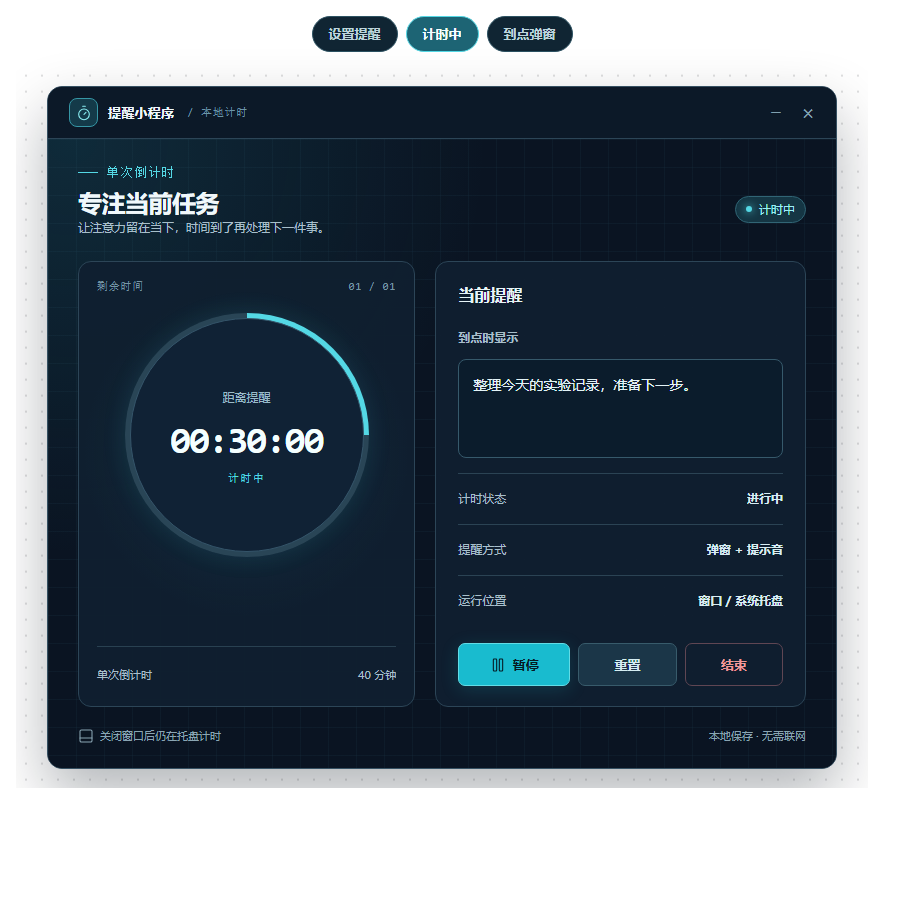 设置提醒 计时中 到点弹窗
提醒小程序 / 本地计时
单次倒计时
专注当前任务
让注意力留在当下，时间到了再处理下一件事。
计时中
剩余时间 01 / 01
距离提醒
00:30:00
计时中
单次倒计时 40 分钟
当前提醒
到点时显示
整理今天的实验记录，准备下一步。
计时状态 进行中
提醒方式 弹窗 + 提示音
运行位置 窗口 / 系统托盘
暂停 重置 结束
关闭窗口后仍在托盘计时 本地保存 · 无需联网